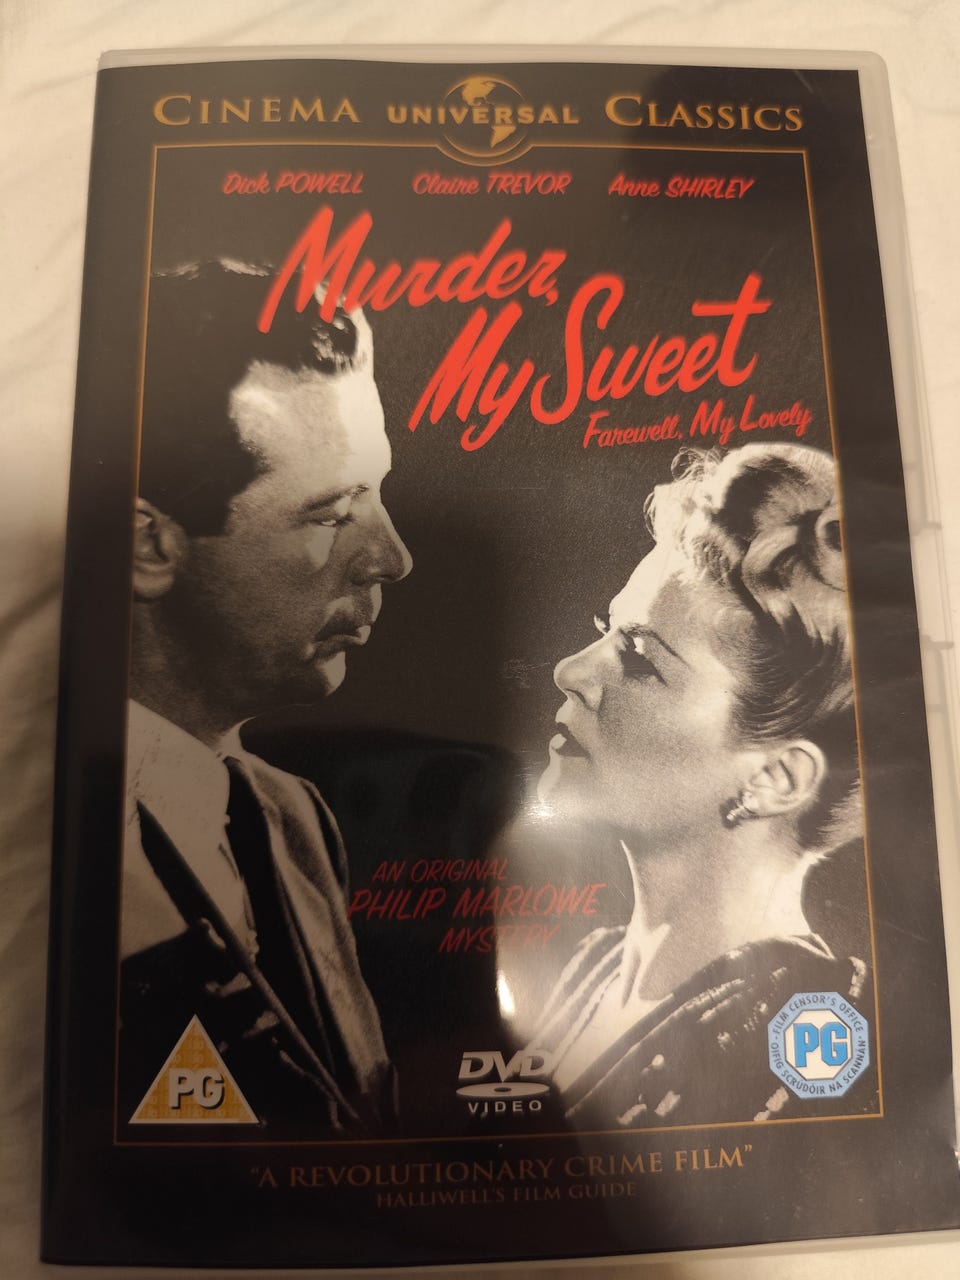 CINEMA UNIVERSAL CLASSICS
Dick POWELL Claire TREVOR Anne SHIRLEY
Murder,
My Sweet
Farewell, My Lovely
AN ORIGINAL
PHILIP MARLOWE
MYSTERY
PG
DVD
VIDEO
FILM CENSOR'S OFFICE
PG
OIFIG SCRÚDÓIR NA SCANNÁN
"A REVOLUTIONARY CRIME FILM"
HALLIWELL'S FILM GUIDE